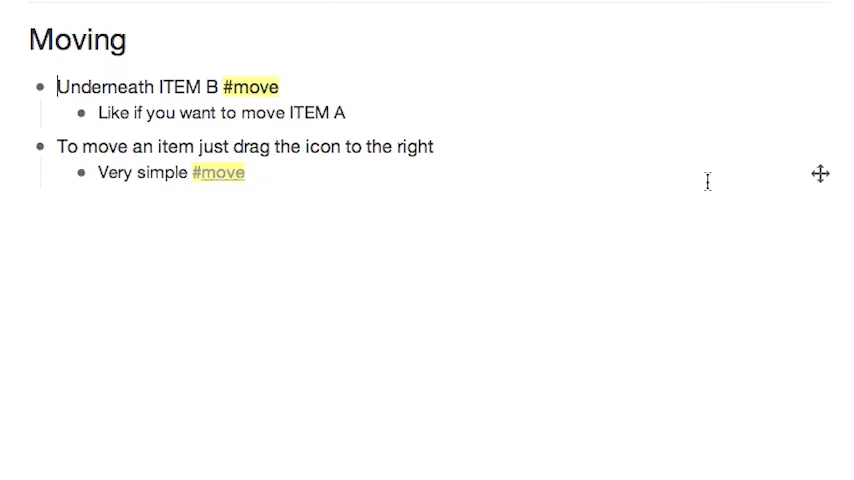 Moving
Underneath ITEM B #move
Like if you want to move ITEM A
To move an item just drag the icon to the right
Very simple #move